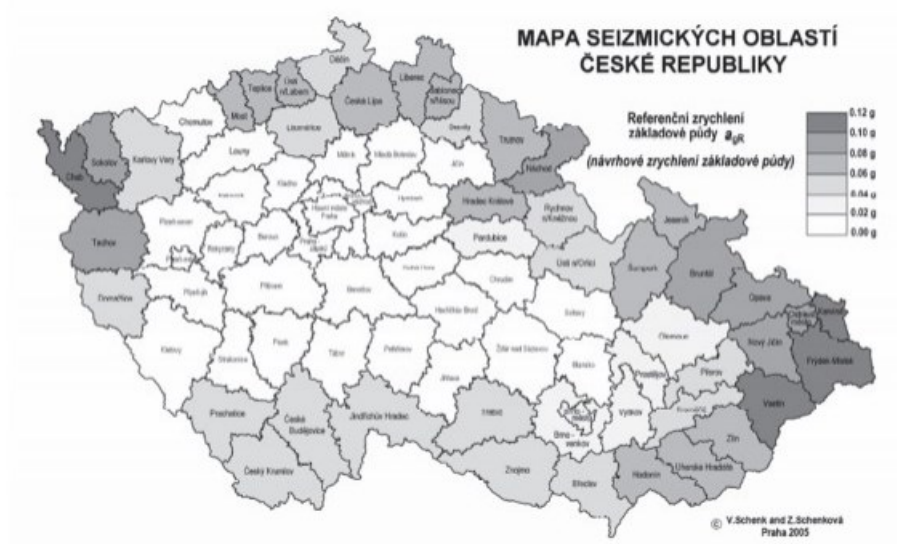 MAPA SEIZMICKÝCH OBLASTÍ
ČESKÉ REPUBLIKY
Referenční zrychlení
základové půdy agR
(návrhové zrychlení základové půdy)
0.12 g
0.10 g
0.08 g
0.06 g
0.04 g
0.02 g
0.00 g
Děčín
Teplice
Ústí
n/Labem
Liberec
Jablonec
n/Nisou
Most
Česká Lípa
Chomutov
Litoměřice
Semily
Trutnov
Náchod
Cheb
Sokolov
Karlovy Vary
Louny
Mělník
Mladá Boleslav
Jičín
Kladno
Hlavní město
Praha
Nymburk
Hradec Králové
Rychnov
n/Kněžnou
Jeseník
Tachov
Rokycany
Beroun
Kolín
Pardubice
Ústí n/Orlicí
Šumperk
Bruntál
Domažlice
Příbram
Benešov
Chrudim
Havlíčkův Brod
Svitavy
Opava
Karviná
Nový Jičín
Frýdek-Místek
Klatovy
Strakonice
Písek
Tábor
Pelhřimov
Jihlava
Žďár nad Sázavou
Blansko
Olomouc
Prostějov
Přerov
Vsetín
Prachatice
České
Budějovice
Jindřichův Hradec
Třebíč
Brno-
venkov
Vyškov
Zlín
Český Krumlov
Znojmo
Břeclav
Hodonín
Uherské Hradiště
© V.Schenk and Z.Schenková
Praha 2005